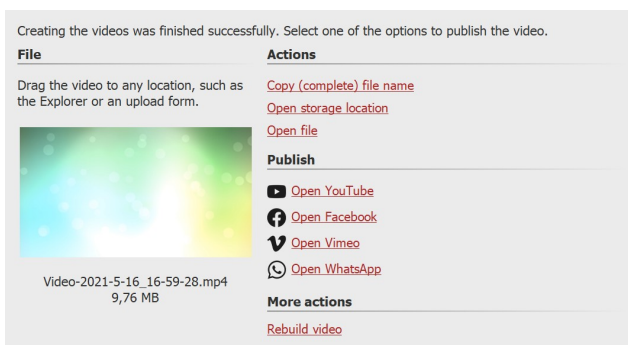 Creating the videos was finished successfully. Select one of the options to publish the video.
File
Drag the video to any location, such as
the Explorer or an upload form.
Video-2021-5-16_16-59-28.mp4
9,76 MB
Actions
Copy (complete) file name
Open storage location
Open file
Publish
Open YouTube
Open Facebook
Open Vimeo
Open WhatsApp
More actions
Rebuild video